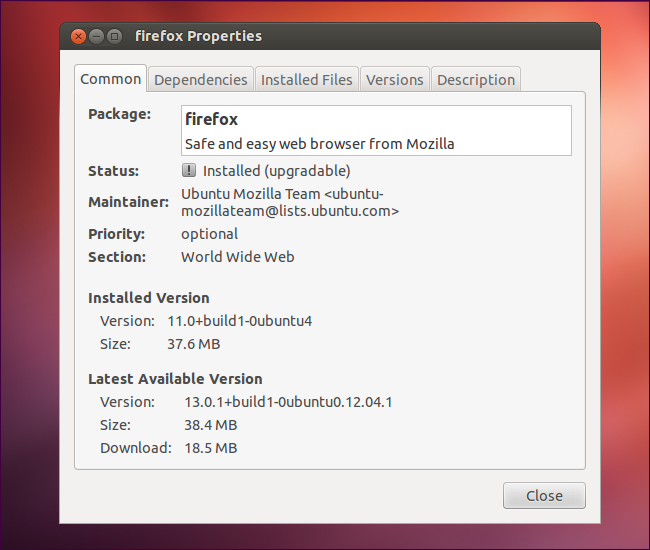 firefox Properties
Common Dependencies Installed Files Versions Description
Package: firefox
Safe and easy web browser from Mozilla
Status: Installed (upgradable)
Maintainer: Ubuntu Mozilla Team <ubuntu-
mozillateam@lists.ubuntu.com>
Priority: optional
Section: World Wide Web
Installed Version
Version: 11.0+build1-0ubuntu4
Size: 37.6 MB
Latest Available Version
Version: 13.0.1+build1-0ubuntu0.12.04.1
Size: 38.4 MB
Download: 18.5 MB
Close